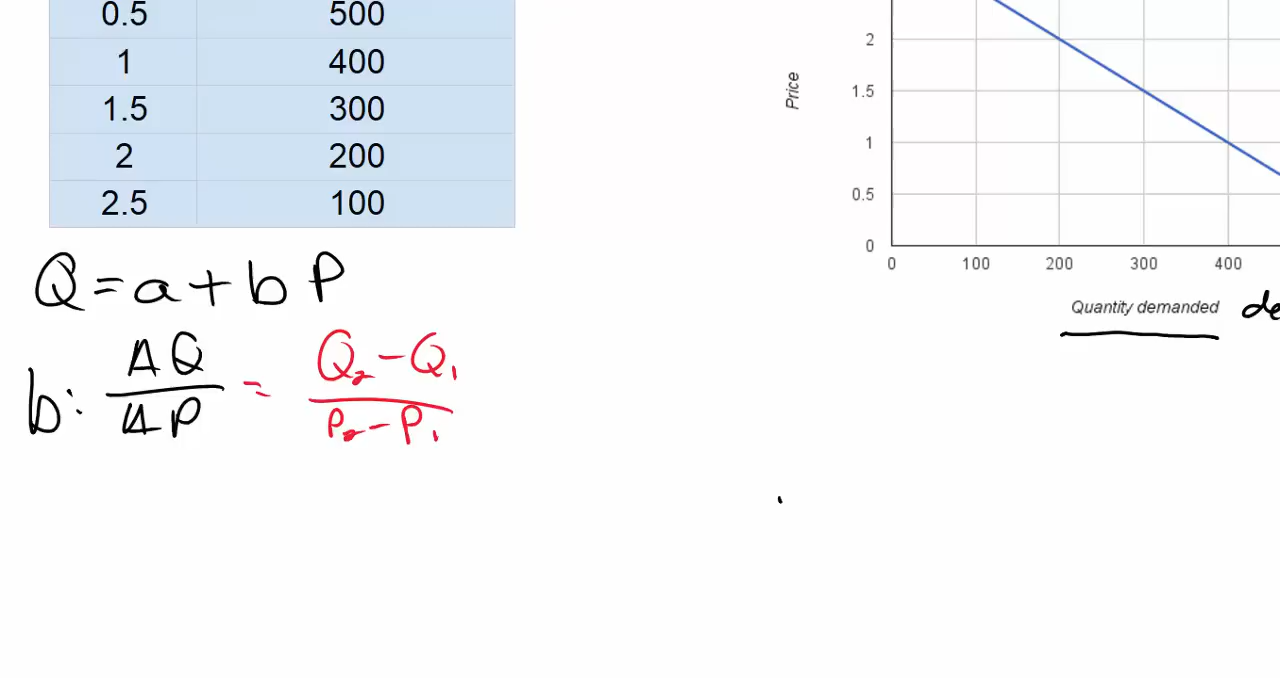 0.5 500
1 400
1.5 300
2 200
2.5 100
Q = a + b P
b: ΔQ / ΔP = Q₂ - Q₁ / P₂ - P₁
Price
2
1.5
1
0.5
0
0 100 200 300 400
Quantity demanded de